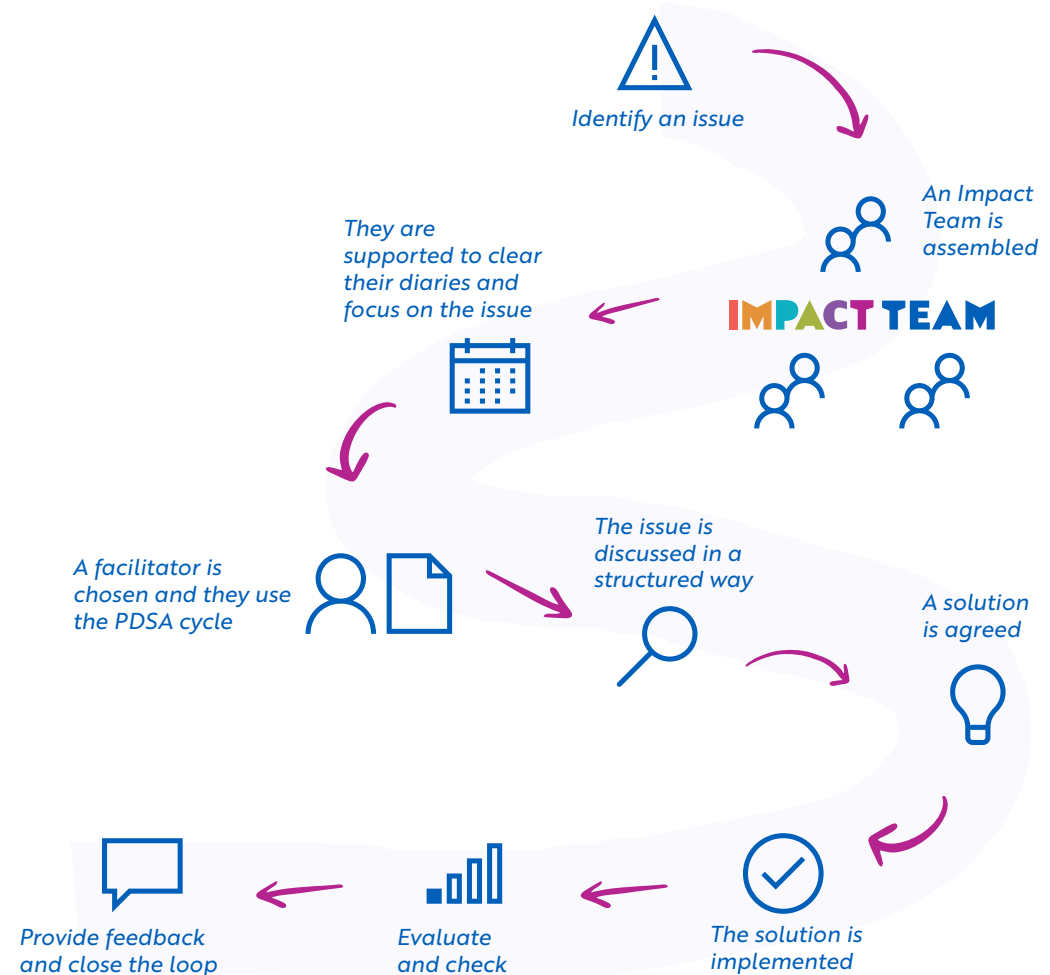 Identify an issue
An Impact
Team is
assembled
IMPACT TEAM
They are
supported to clear
their diaries and
focus on the issue
A facilitator is
chosen and they use
the PDSA cycle
The issue is
discussed in a
structured way
A solution
is agreed
The solution is
implemented
Evaluate
and check
Provide feedback
and close the loop